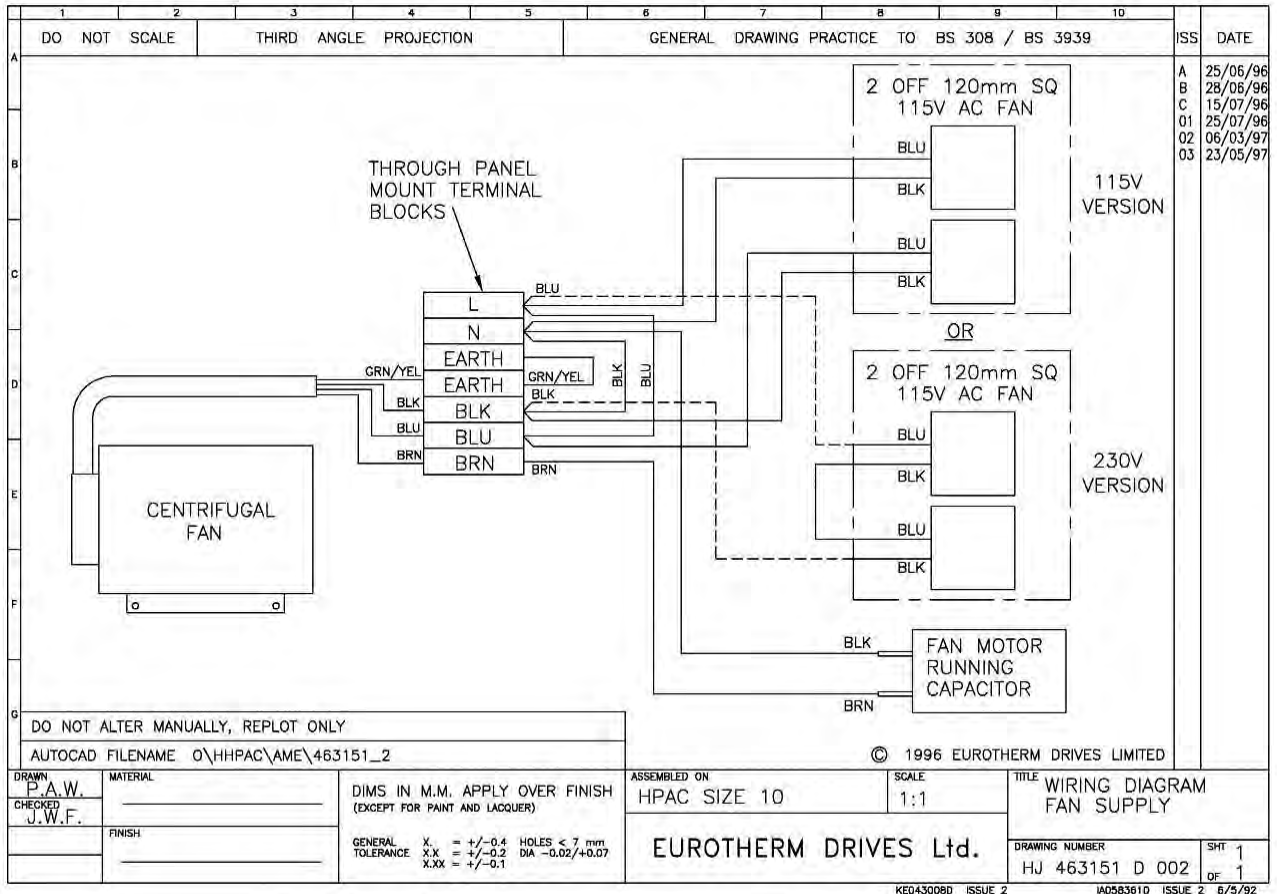 1 2 3 4 5 6 7 8 9 10
DO NOT SCALE THIRD ANGLE PROJECTION GENERAL DRAWING PRACTICE TO BS 308 / BS 3939 ISS DATE
A 25/06/96
B 28/06/96
C 15/07/96
01 25/07/96
02 06/03/97
03 23/05/97
A
B
C
D
E
F
G
2 OFF 120mm SQ
115V AC FAN
BLU
BLK
BLU
BLK
115V
VERSION
THROUGH PANEL
MOUNT TERMINAL
BLOCKS
OR
2 OFF 120mm SQ
115V AC FAN
BLU
BLK
BLU
BLK
230V
VERSION
L
N
EARTH
EARTH
BLK
BLU
BRN
GRN/YEL
BLK
BLU
BRN
BLU
GRN/YEL
BLK
BRN
BLK
BLU
CENTRIFUGAL
FAN
BLK
BRN
FAN MOTOR
RUNNING
CAPACITOR
DO NOT ALTER MANUALLY, REPLOT ONLY
AUTOCAD FILENAME O\HHPAC\AME\463151_2
© 1996 EUROTHERM DRIVES LIMITED
DRAWN
P.A.W.
CHECKED
J.W.F.
MATERIAL
FINISH
DIMS IN M.M. APPLY OVER FINISH
(EXCEPT FOR PAINT AND LACQUER)
GENERAL X. = +/-0.4 HOLES < 7 mm
TOLERANCE X.X = +/-0.2 DIA -0.02/+0.07
X.XX = +/-0.1
ASSEMBLED ON
HPAC SIZE 10
SCALE
1:1
EUROTHERM DRIVES Ltd.
TITLE WIRING DIAGRAM
FAN SUPPLY
DRAWING NUMBER
HJ 463151 D 002
SHT 1
OF 1
KE043008D ISSUE 2
IA058361D ISSUE 2 6/5/92